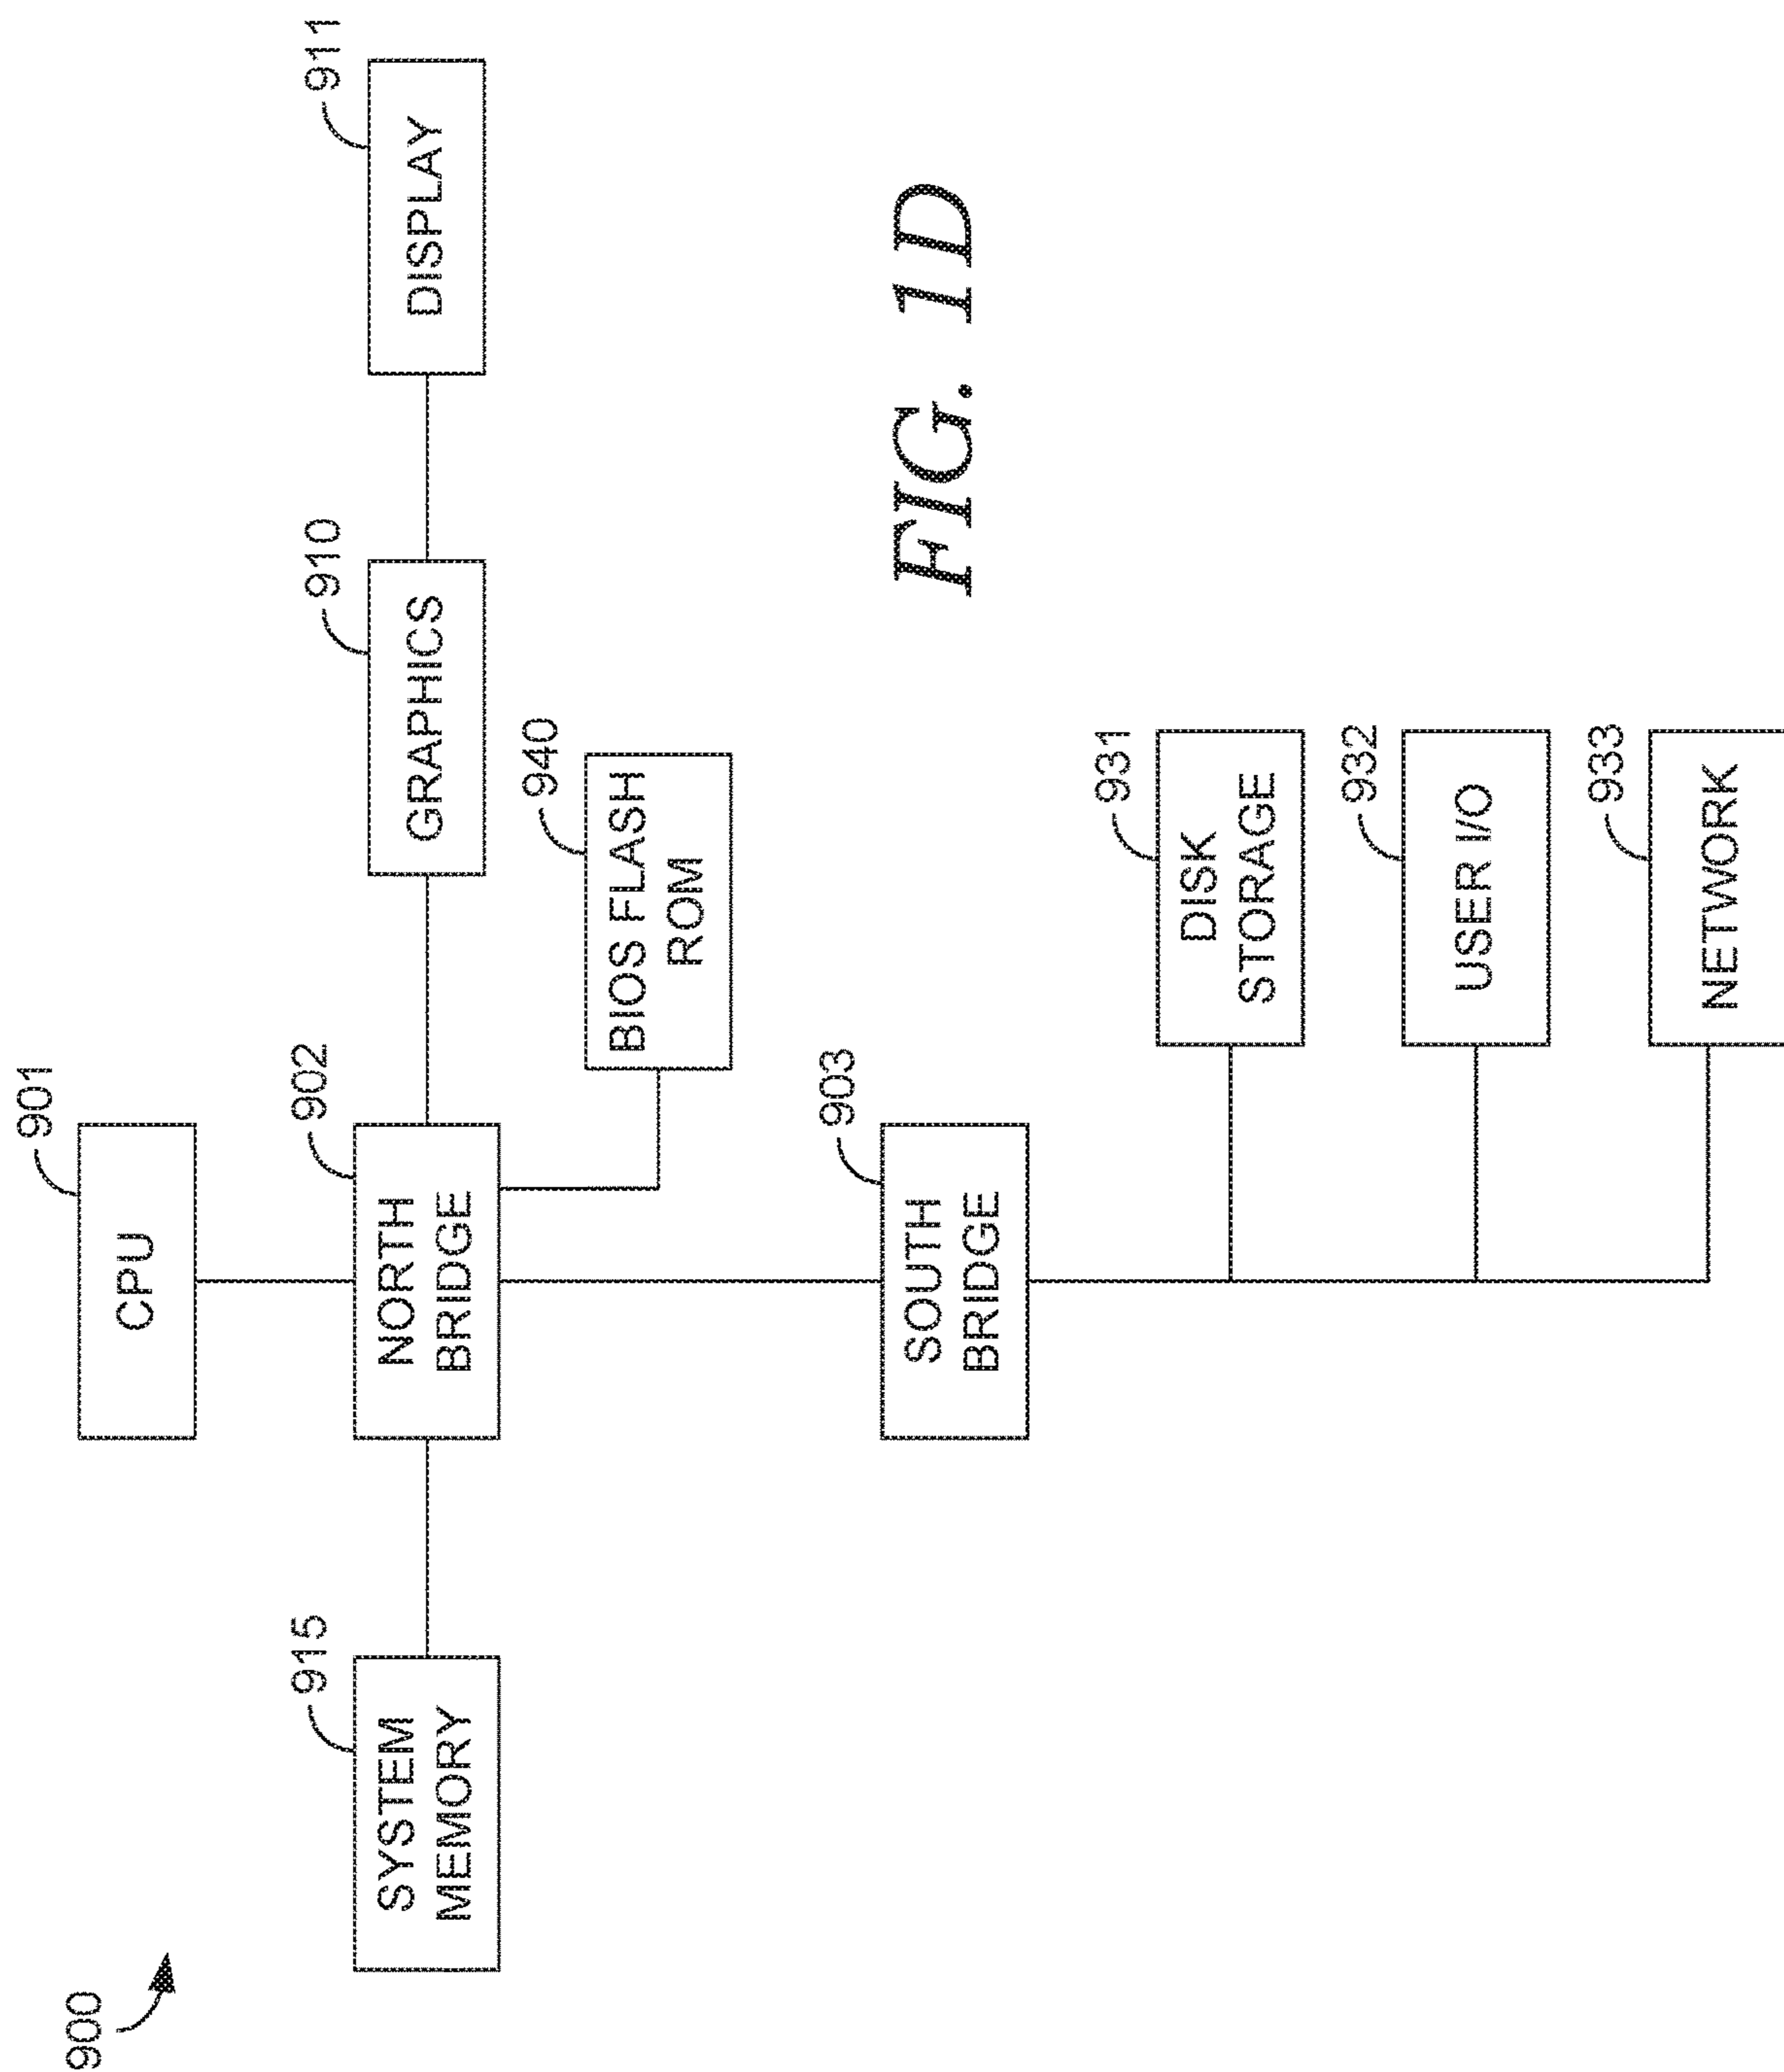 900
901
CPU
915
SYSTEM
MEMORY
902
NORTH
BRIDGE
910
GRAPHICS
911
DISPLAY
940
BIOS FLASH
ROM
903
SOUTH
BRIDGE
FIG. 1D
931
DISK
STORAGE
932
USER I/O
933
NETWORK